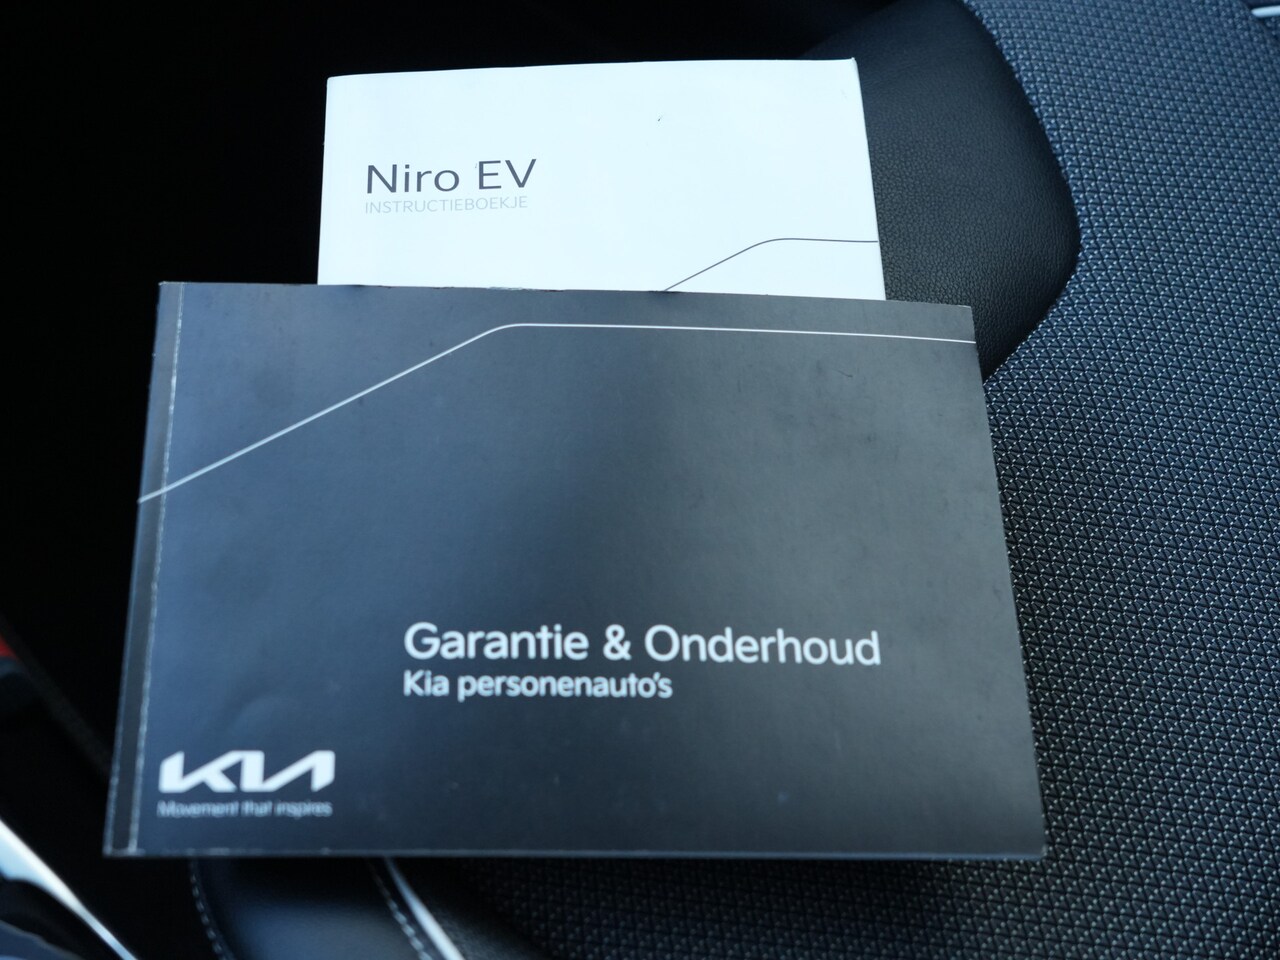 Niro EV
INSTRUCTIEBOEKJE
Garantie & Onderhoud
Kia personenauto's
KIA
Movement that inspires